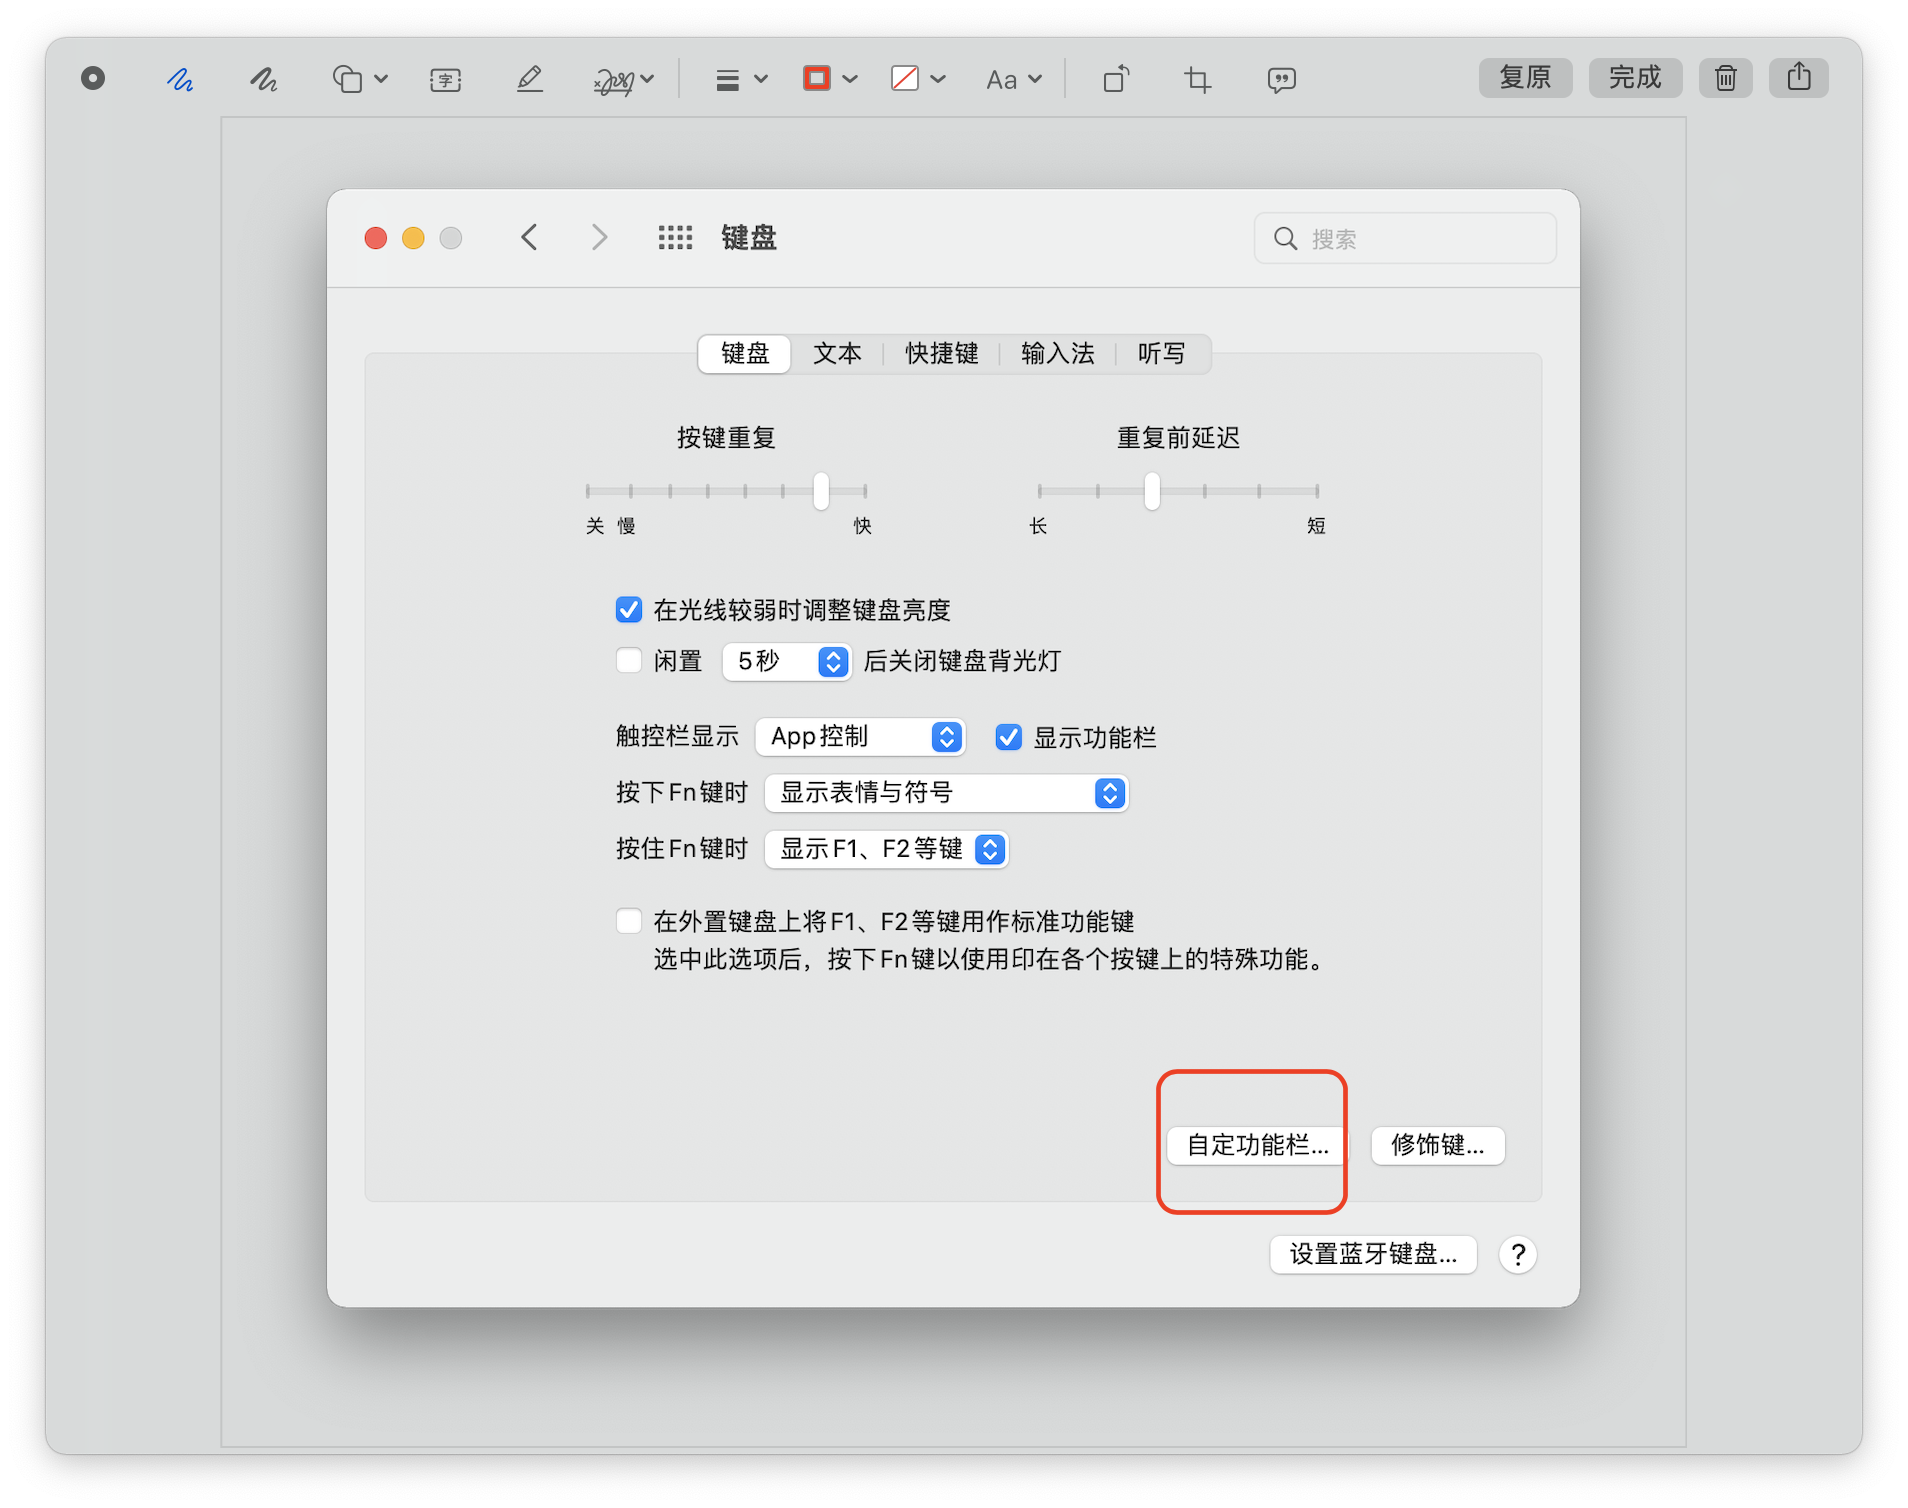 字 Aa 复原 完成
键盘 搜索
键盘 文本 快捷键 输入法 听写
按键重复 重复前延迟
关 慢 快 长 短
在光线较弱时调整键盘亮度
闲置 5秒 后关闭键盘背光灯
触控栏显示 App控制 显示功能栏
按下Fn键时 显示表情与符号
按住Fn键时 显示F1、F2等键
在外置键盘上将F1、F2等键用作标准功能键
选中此选项后，按下Fn键以使用印在各个按键上的特殊功能。
自定功能栏... 修饰键...
设置蓝牙键盘... ?